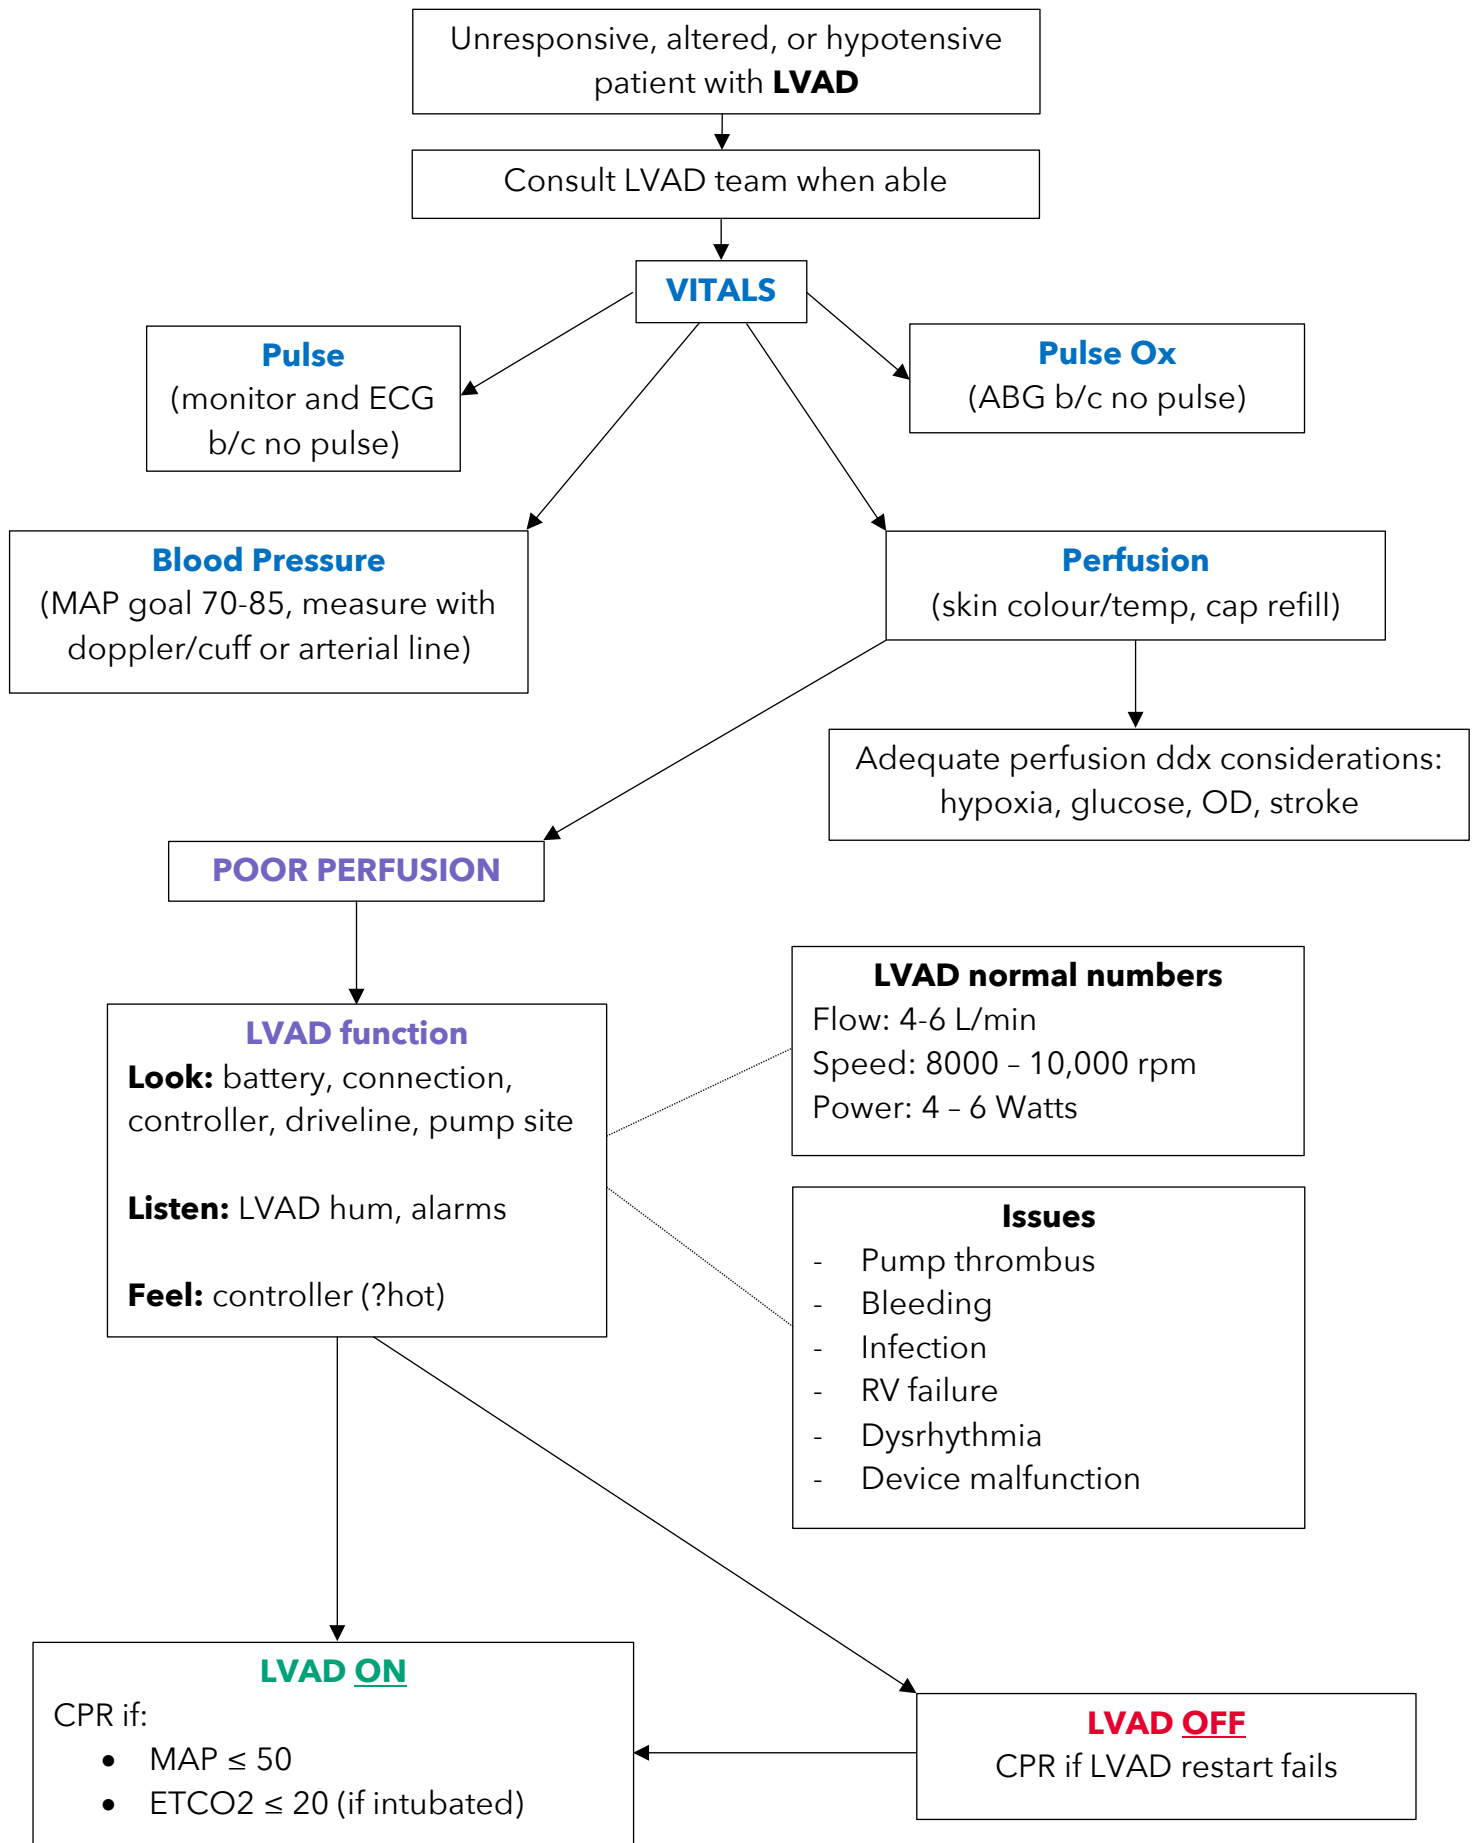 Unresponsive, altered, or hypotensive
patient with LVAD
Consult LVAD team when able
VITALS
Pulse
(monitor and ECG
b/c no pulse)
Pulse Ox
(ABG b/c no pulse)
Blood Pressure
(MAP goal 70-85, measure with
doppler/cuff or arterial line)
Perfusion
(skin colour/temp, cap refill)
Adequate perfusion ddx considerations:
hypoxia, glucose, OD, stroke
POOR PERFUSION
LVAD function
Look: battery, connection,
controller, driveline, pump site
Listen: LVAD hum, alarms
Feel: controller (?hot)
LVAD normal numbers
Flow: 4-6 L/min
Speed: 8000 – 10,000 rpm
Power: 4 – 6 Watts
Issues
- Pump thrombus
- Bleeding
- Infection
- RV failure
- Dysrhythmia
- Device malfunction
LVAD ON
CPR if:
• MAP ≤ 50
• ETCO2 ≤ 20 (if intubated)
LVAD OFF
CPR if LVAD restart fails